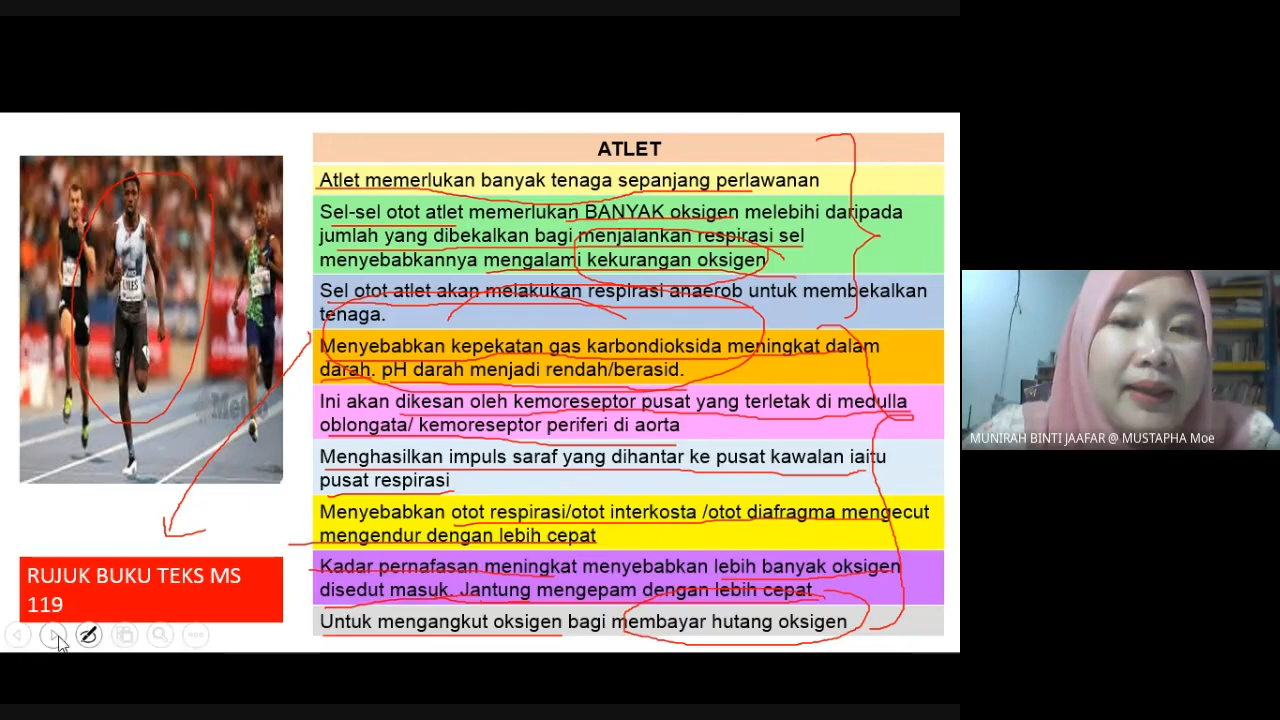 ATLET
Atlet memerlukan banyak tenaga sepanjang perlawanan
Sel-sel otot atlet memerlukan BANYAK oksigen melebihi daripada
jumlah yang dibekalkan bagi menjalankan respirasi sel
menyebabkannya mengalami kekurangan oksigen
Sel otot atlet akan melakukan respirasi anaerob untuk membekalkan
tenaga.
Menyebabkan kepekatan gas karbondioksida meningkat dalam
darah. pH darah menjadi rendah/berasid.
Ini akan dikesan oleh kemoreseptor pusat yang terletak di medulla
oblongata/ kemoreseptor periferi di aorta
Menghasilkan impuls saraf yang dihantar ke pusat kawalan iaitu
pusat respirasi
Menyebabkan otot respirasi/otot interkosta /otot diafragma mengecut
mengendur dengan lebih cepat
Kadar pernafasan meningkat menyebabkan lebih banyak oksigen
disedut masuk. Jantung mengepam dengan lebih cepat
Untuk mengangkut oksigen bagi membayar hutang oksigen
RUJUK BUKU TEKS MS
119
MUNIRAH BINTI JAAFAR @ MUSTAPHA Moe